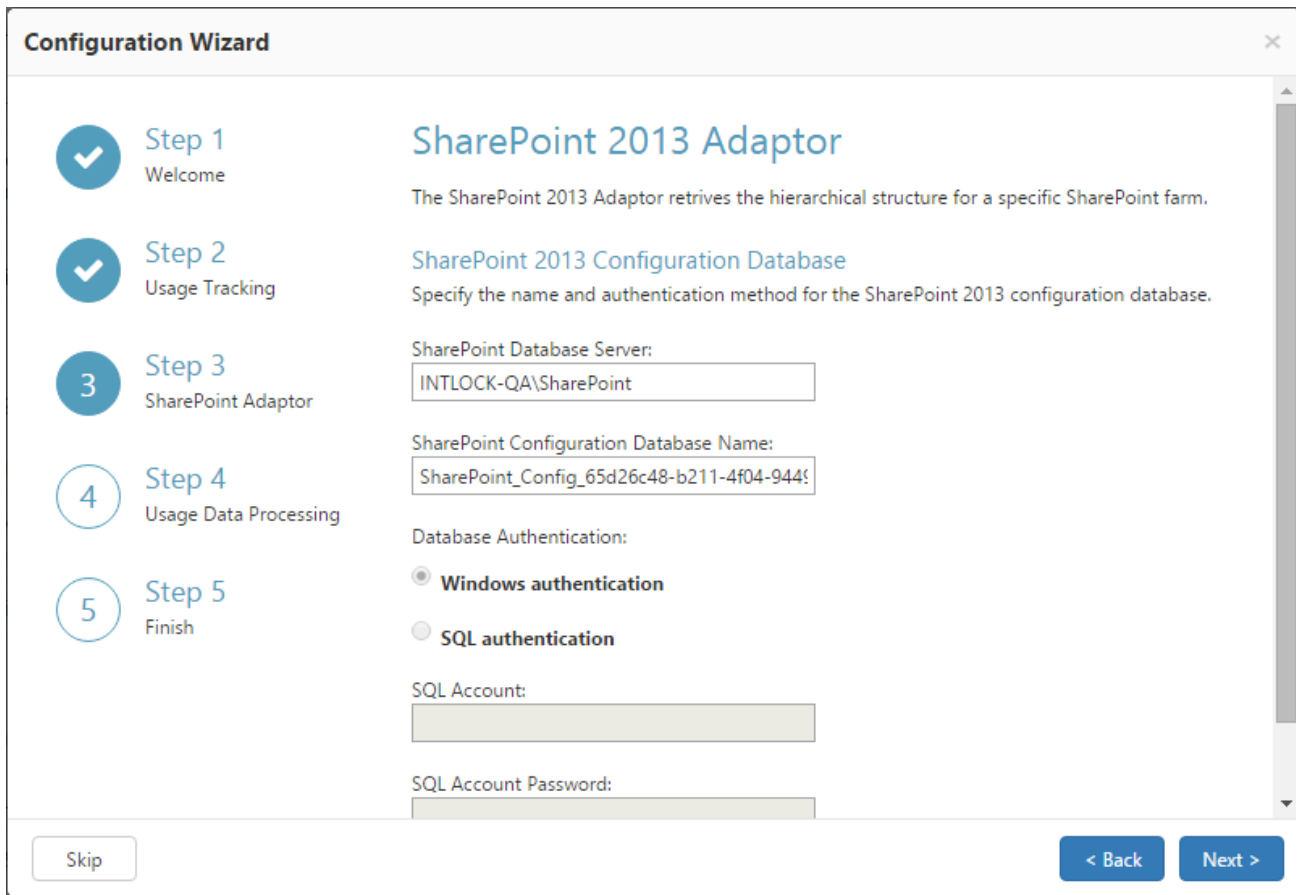 Configuration Wizard
×
Step 1
Welcome
Step 2
Usage Tracking
3
Step 3
SharePoint Adaptor
4
Step 4
Usage Data Processing
5
Step 5
Finish
SharePoint 2013 Adaptor
The SharePoint 2013 Adaptor retrives the hierarchical structure for a specific SharePoint farm.
SharePoint 2013 Configuration Database
Specify the name and authentication method for the SharePoint 2013 configuration database.
SharePoint Database Server:
INTLOCK-QA\SharePoint
SharePoint Configuration Database Name:
SharePoint_Config_65d26c48-b211-4f04-9449
Database Authentication:
Windows authentication
SQL authentication
SQL Account:
SQL Account Password:
Skip
< Back
Next >